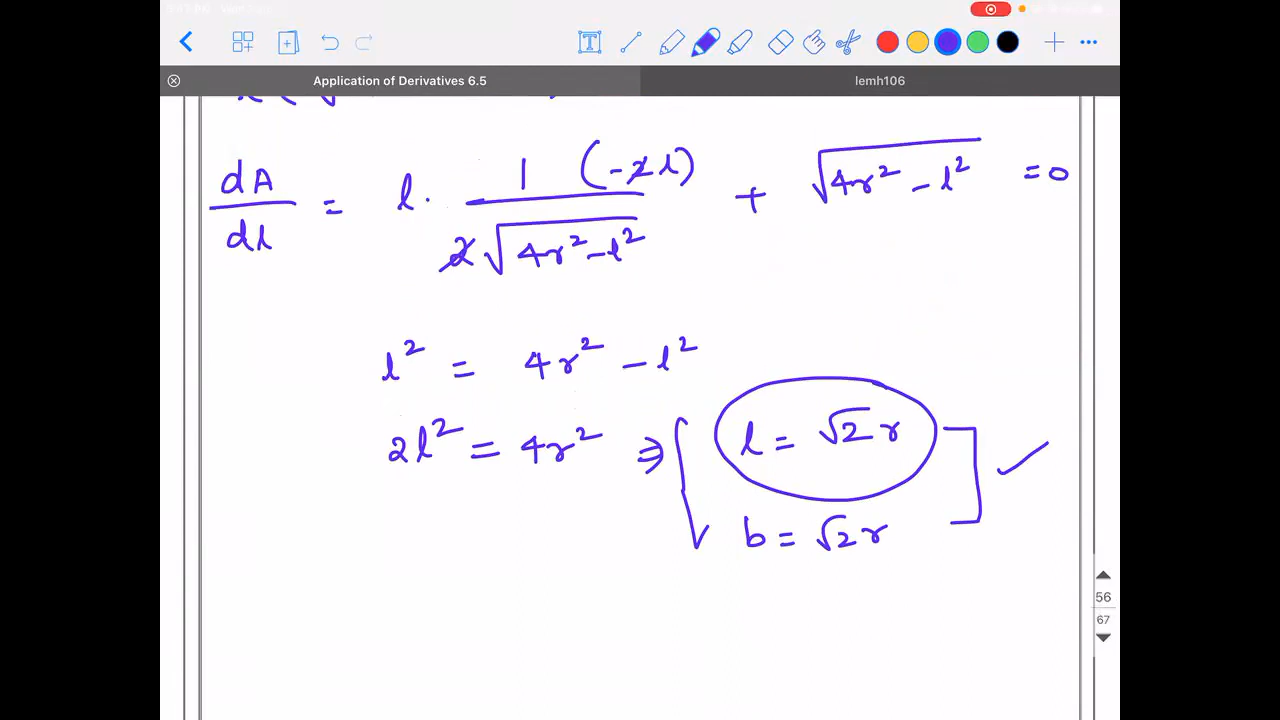 Application of Derivatives 6.5
lemh106
dA/dl = l · 1 (-2l) / 2√(4r² - l²) + √(4r² - l²) = 0
l² = 4r² - l²
2l² = 4r² ⇒ l = √2 r
b = √2 r
56
67